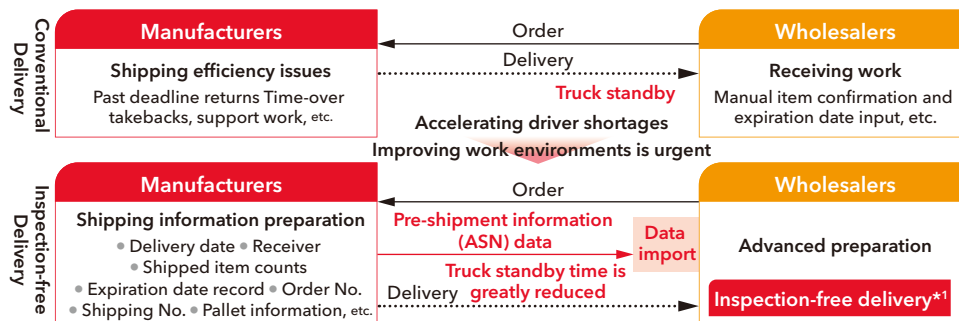 Conventional
Delivery
Manufacturers
Shipping efficiency issues
Past deadline returns Time-over
takebacks, support work, etc.
Order
Delivery
Truck standby
Wholesalers
Receiving work
Manual item confirmation and
expiration date input, etc.
Accelerating driver shortages
Improving work environments is urgent
Inspection-free
Delivery
Manufacturers
Shipping information preparation
● Delivery date ● Receiver
● Shipped item counts
● Expiration date record ● Order No.
● Shipping No. ● Pallet information, etc.
Order
Pre-shipment information
(ASN) data
Data
import
Truck standby time is
greatly reduced
Delivery
Wholesalers
Advanced preparation
Inspection-free delivery*1